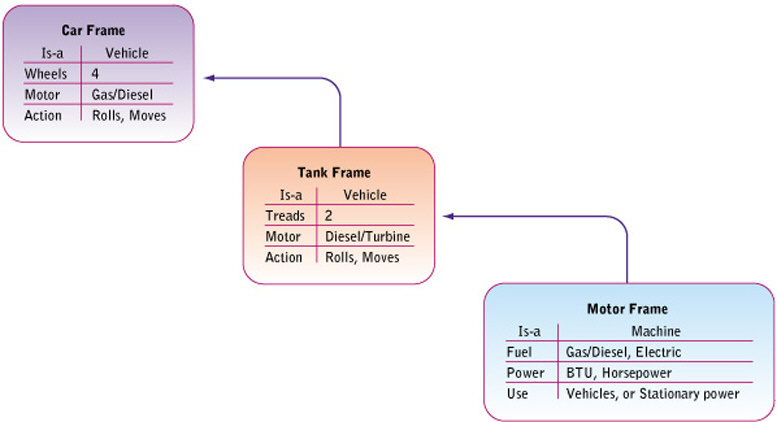 Car Frame
Is-a Vehicle
Wheels 4
Motor Gas/Diesel
Action Rolls, Moves
Tank Frame
Is-a Vehicle
Treads 2
Motor Diesel/Turbine
Action Rolls, Moves
Motor Frame
Is-a Machine
Fuel Gas/Diesel, Electric
Power BTU, Horsepower
Use Vehicles, or Stationary power